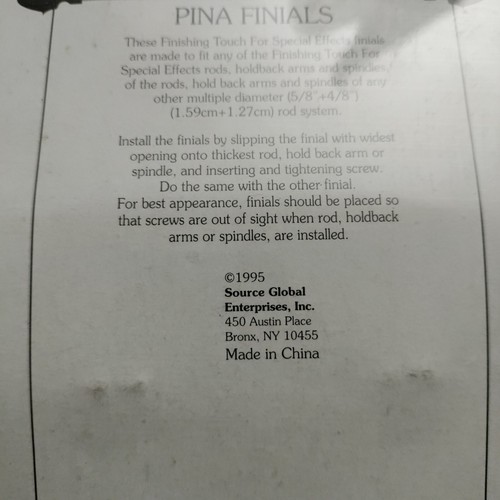 PINA FINIALS
These Finishing Touch For Special Effects finials
are made to fit any of the Finishing Touch For
Special Effects rods, holdback arms and spindles,
of the rods, hold back arms and spindles of any
other multiple diameter (5/8"+4/8")
(1.59cm+1.27cm) rod system.
Install the finials by slipping the finial with widest
opening onto thickest rod, hold back arm or
spindle, and inserting and tightening screw.
Do the same with the other finial.
For best appearance, finials should be placed so
that screws are out of sight when rod, holdback
arms or spindles, are installed.
©1995
Source Global
Enterprises, Inc.
450 Austin Place
Bronx, NY 10455
Made in China